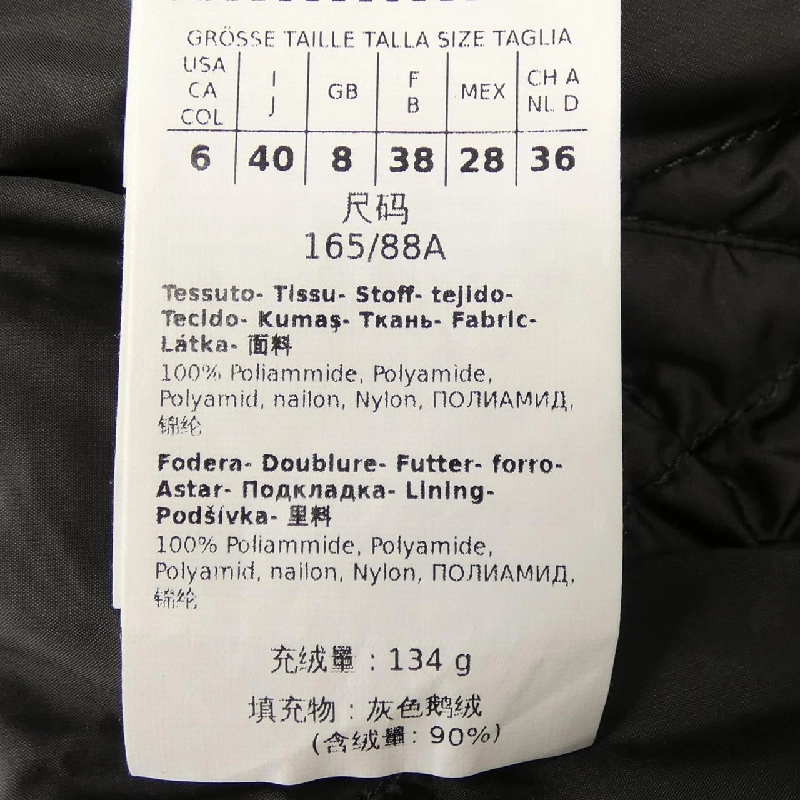 GRÖSSE TAILLE TALLA SIZE TAGLIA
USA CA COL | I J | GB | F B | MEX | CH A NL D
6 | 40 | 8 | 38 | 28 | 36
尺码
165/88A
Tessuto- Tissu- Stoff- tejido-
Tecido- Kumaş- Ткань- Fabric-
Látka- 面料
100% Poliammide, Polyamide,
Polyamid, nailon, Nylon, ПОЛИАМИД,
锦纶
Fodera- Doublure- Futter- forro-
Astar- Подкладка- Lining-
Podšívka- 里料
100% Poliammide, Polyamide,
Polyamid, nailon, Nylon, ПОЛИАМИД,
锦纶
充绒量：134 g
填充物：灰色鹅绒
(含绒量: 90%)